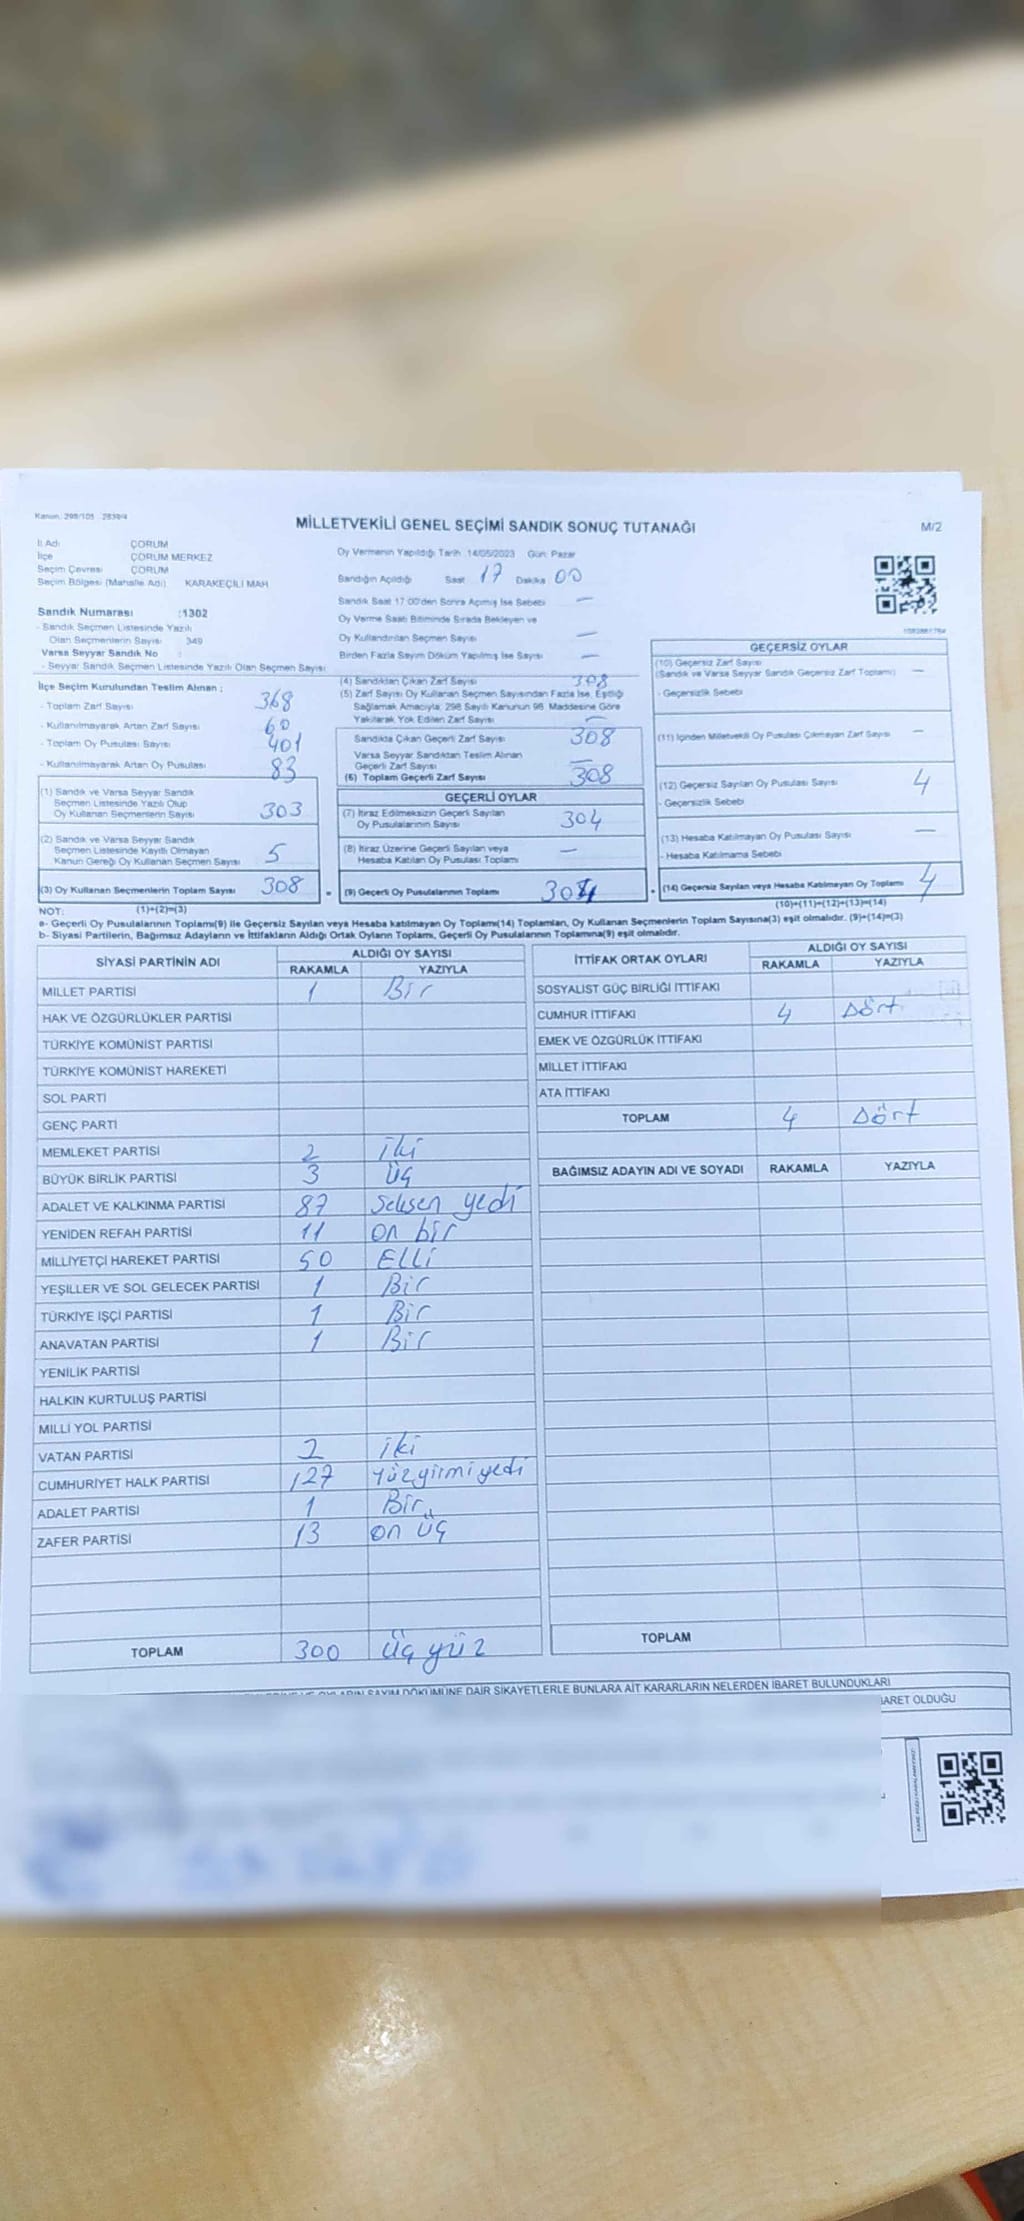 Kanun: 298/105 2839/4
MİLLETVEKİLİ GENEL SEÇİMİ SANDIK SONUÇ TUTANAĞI
M/2
İl Adı ÇORUM
İlçe ÇORUM MERKEZ
Seçim Çevresi ÇORUM
Seçim Bölgesi (Mahalle Adı) KARAKEÇİLİ MAH
Sandık Numarası :1302
- Sandık Seçmen Listesinde Yazılı
Olan Seçmenlerin Sayısı 349
Varsa Seyyar Sandık No
- Seyyar Sandık Seçmen Listesinde Yazılı Olan Seçmen Sayısı
Oy Vermenin Yapıldığı Tarih 14/05/2023 Gün: Pazar
Sandığın Açıldığı Saat 17 Dakika 00
Sandık Saat 17:00'den Sonra Açılmış İse Sebebi —
Oy Verme Saati Bitiminde Sırada Bekleyen ve
Oy Kullandırılan Seçmen Sayısı —
Birden Fazla Sayım Döküm Yapılmış İse Sayısı —
İlçe Seçim Kurulundan Teslim Alınan ;
- Toplam Zarf Sayısı 368
- Kullanılmayarak Artan Zarf Sayısı 60
- Toplam Oy Pusulası Sayısı 401
- Kullanılmayarak Artan Oy Pusulası 83
(1) Sandık ve Varsa Seyyar Sandık
Seçmen Listesinde Yazılı Olup
Oy Kullanan Seçmenlerin Sayısı 303
(2) Sandık ve Varsa Seyyar Sandık
Seçmen Listesinde Kayıtlı Olmayan
Kanun Gereği Oy Kullanan Seçmen Sayısı 5
(3) Oy Kullanan Seçmenlerin Toplam Sayısı 308
(1)+(2)=(3)
(4) Sandıktan Çıkan Zarf Sayısı 308
(5) Zarf Sayısı Oy Kullanan Seçmen Sayısından Fazla İse, Eşitliği
Sağlamak Amacıyla, 298 Sayılı Kanunun 98. Maddesine Göre
Yakılarak Yok Edilen Zarf Sayısı —
Sandıkta Çıkan Geçerli Zarf Sayısı 308
Varsa Seyyar Sandıktan Teslim Alınan
Geçerli Zarf Sayısı —
(6) Toplam Geçerli Zarf Sayısı 308
GEÇERLİ OYLAR
(7) İtiraz Edilmeksizin Geçerli Sayılan
Oy Pusulalarının Sayısı 304
(8) İtiraz Üzerine Geçerli Sayılan veya
Hesaba Katılan Oy Pusulası Toplamı —
= (9) Geçerli Oy Pusulalarının Toplamı 304
GEÇERSİZ OYLAR
(10) Geçersiz Zarf Sayısı
(Sandık ve Varsa Seyyar Sandık Geçersiz Zarf Toplamı) —
- Geçersizlik Sebebi
(11) İçinden Milletvekili Oy Pusulası Çıkmayan Zarf Sayısı —
(12) Geçersiz Sayılan Oy Pusulası Sayısı 4
- Geçersizlik Sebebi
(13) Hesaba Katılmayan Oy Pusulası Sayısı —
- Hesaba Katılmama Sebebi
+ (14) Geçersiz Sayılan veya Hesaba Katılmayan Oy Toplamı 4
(10)+(11)+(12)+(13)=(14)
NOT:
a- Geçerli Oy Pusulalarının Toplamı(9) ile Geçersiz Sayılan veya Hesaba katılmayan Oy Toplamı(14) Toplamları, Oy Kullanan Seçmenlerin Toplam Sayısına(3) eşit olmalıdır. (9)+(14)=(3)
b- Siyasi Partilerin, Bağımsız Adayların ve İttifakların Aldığı Ortak Oyların Toplamı, Geçerli Oy Pusulalarının Toplamına(9) eşit olmalıdır.
SİYASİ PARTİNİN ADI ALDIĞI OY SAYISI
RAKAMLA YAZIYLA
MİLLET PARTİSİ 1 Bir
HAK VE ÖZGÜRLÜKLER PARTİSİ
TÜRKİYE KOMÜNİST PARTİSİ
TÜRKİYE KOMÜNİST HAREKETİ
SOL PARTİ
GENÇ PARTİ
MEMLEKET PARTİSİ 2 iki
BÜYÜK BİRLİK PARTİSİ 3 üç
ADALET VE KALKINMA PARTİSİ 87 Seksen yedi
YENİDEN REFAH PARTİSİ 11 on bir
MİLLİYETÇİ HAREKET PARTİSİ 50 Elli
YEŞİLLER VE SOL GELECEK PARTİSİ 1 Bir
TÜRKİYE İŞÇİ PARTİSİ 1 Bir
ANAVATAN PARTİSİ 1 Bir
YENİLİK PARTİSİ
HALKIN KURTULUŞ PARTİSİ
MİLLİ YOL PARTİSİ
VATAN PARTİSİ 2 iki
CUMHURİYET HALK PARTİSİ 127 Yüzyirmiyedi
ADALET PARTİSİ 1 Bir
ZAFER PARTİSİ 13 on üç
TOPLAM 300 Üçyüz
İTTİFAK ORTAK OYLARI ALDIĞI OY SAYISI
RAKAMLA YAZIYLA
SOSYALİST GÜÇ BİRLİĞİ İTTİFAKI
CUMHUR İTTİFAKI 4 Dört
EMEK VE ÖZGÜRLÜK İTTİFAKI
MİLLET İTTİFAKI
ATA İTTİFAKI
TOPLAM 4 Dört
BAĞIMSIZ ADAYIN ADI VE SOYADI RAKAMLA YAZIYLA
TOPLAM
OYLARIN SAYIM DÖKÜMÜNE DAİR ŞİKAYETLERLE BUNLARA AİT KARARLARIN NELERDEN İBARET BULUNDUKLARI
BARET OLDUĞU